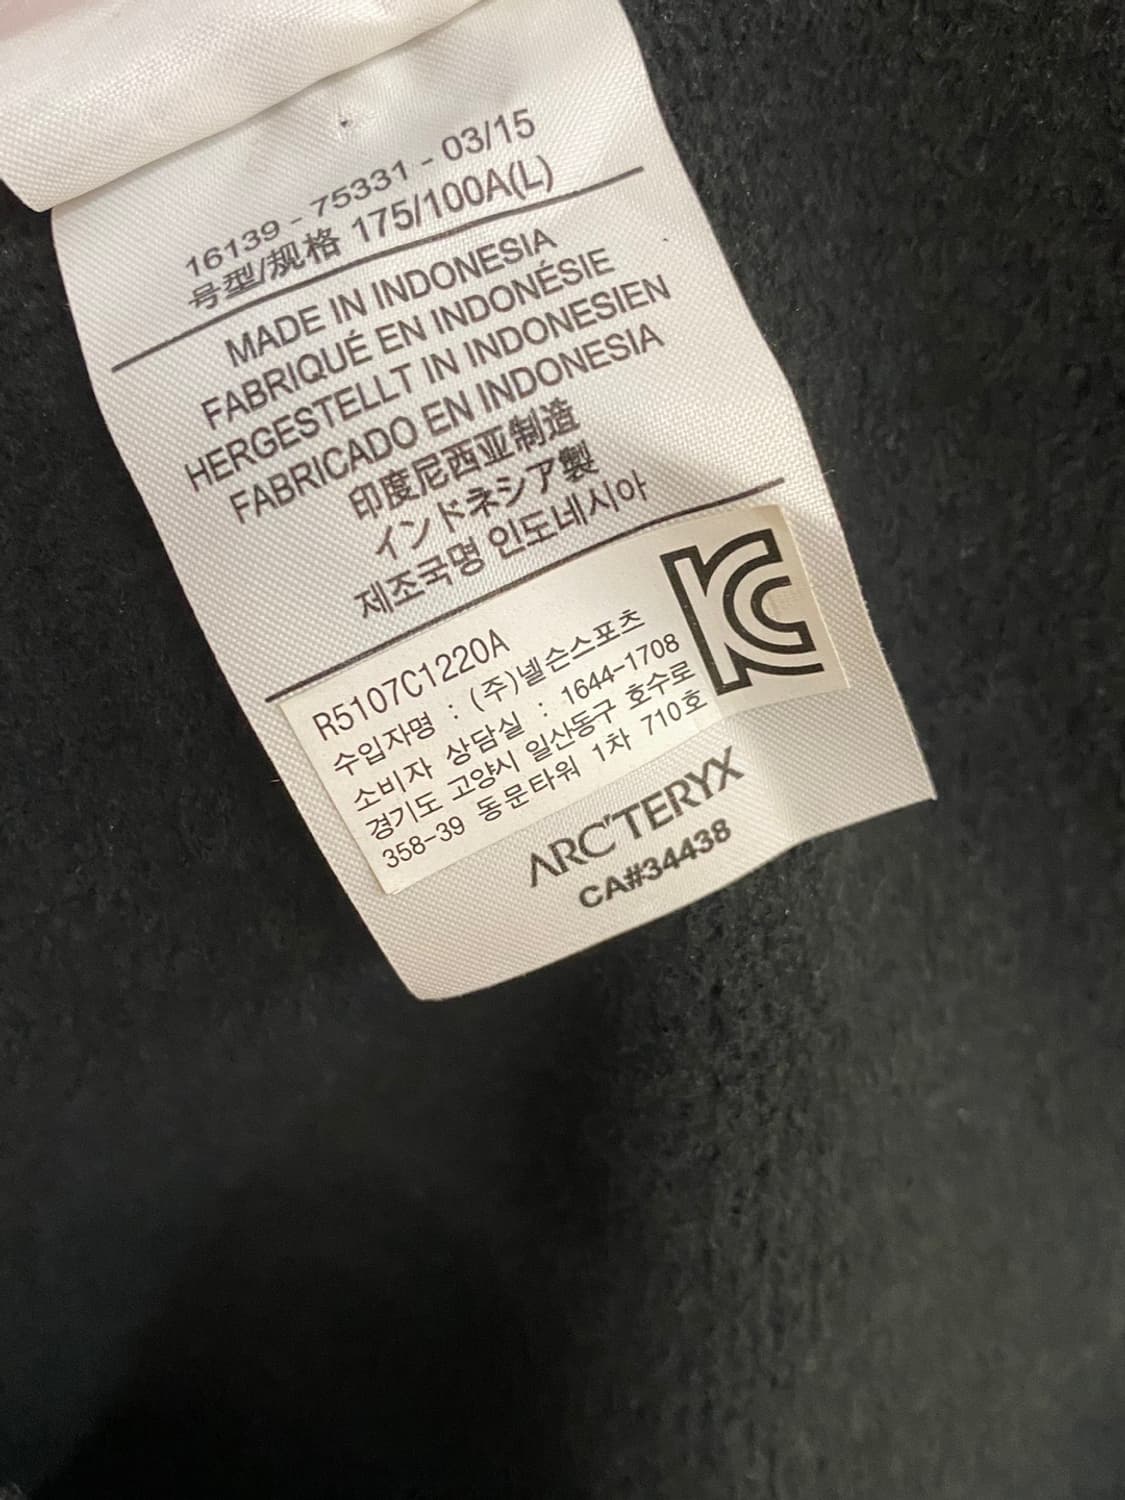 16139 - 75331 - 03/15
号型/规格 175/100A(L)
MADE IN INDONESIA
FABRIQUÉ EN INDONÉSIE
HERGESTELLT IN INDONESIEN
FABRICADO EN INDONESIA
印度尼西亚制造
インドネシア製
제조국명 인도네시아
R5107C1220A
수입자명 : (주)넬슨스포츠
소비자 상담실 : 1644-1708
경기도 고양시 일산동구 호수로
358-39 동문타워 1차 710호
ARC'TERYX
CA#34438